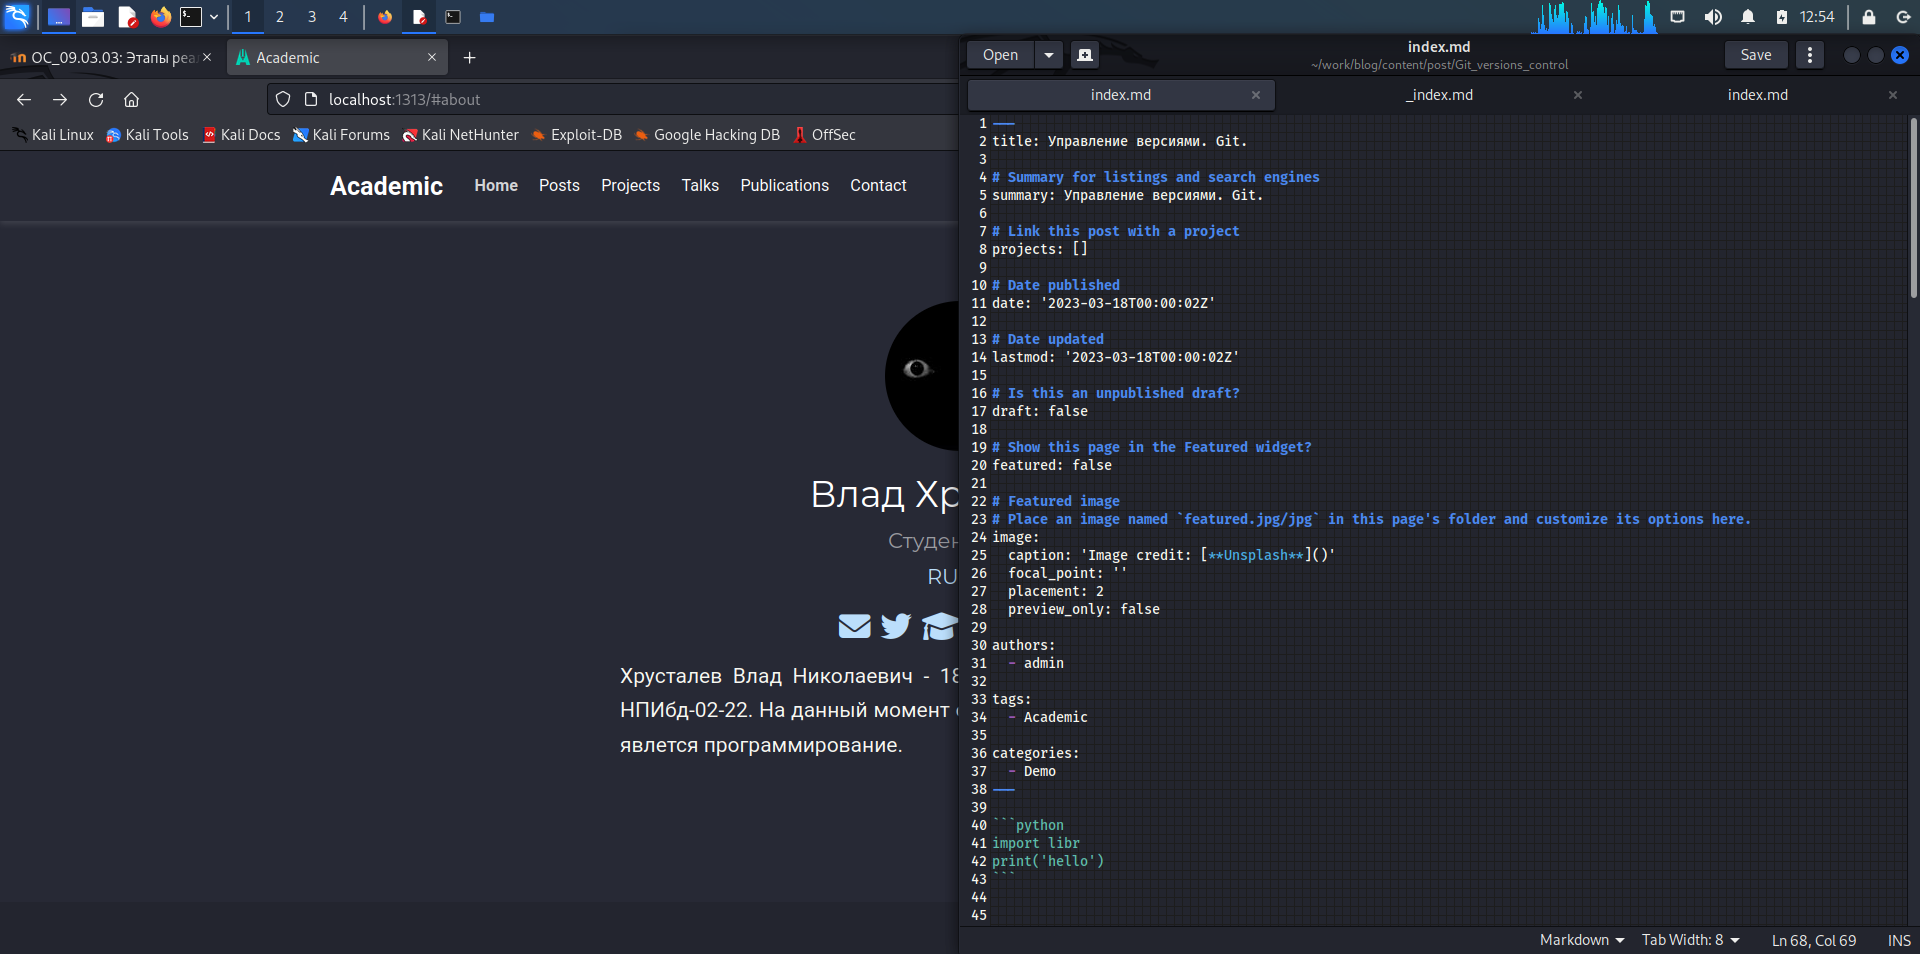 1
2
3
4
12:54
OC_09.03.03: Этапы реа
Academic
localhost:1313/#about
Kali Linux
Kali Tools
Kali Docs
Kali Forums
Kali NetHunter
Exploit-DB
Google Hacking DB
OffSec
Academic
Home
Posts
Projects
Talks
Publications
Contact
Влад Хр
Студен
RU
Хрусталев Влад Николаевич - 18
НПИбд-02-22. На данный момент
явлется программирование.
Open
index.md
~/work/blog/content/post/Git_versions_control
Save
index.md
_index.md
index.md
1 ---
2 title: Управление версиями. Git.
3
4 # Summary for listings and search engines
5 summary: Управление версиями. Git.
6
7 # Link this post with a project
8 projects: []
9
10 # Date published
11 date: '2023-03-18T00:00:02Z'
12
13 # Date updated
14 lastmod: '2023-03-18T00:00:02Z'
15
16 # Is this an unpublished draft?
17 draft: false
18
19 # Show this page in the Featured widget?
20 featured: false
21
22 # Featured image
23 # Place an image named `featured.jpg/jpg` in this page's folder and customize its options here.
24 image:
25   caption: 'Image credit: [**Unsplash**]()'
26   focal_point: ''
27   placement: 2
28   preview_only: false
29
30 authors:
31   - admin
32
33 tags:
34   - Academic
35
36 categories:
37   - Demo
38 ---
39
40 ```python
41 import libr
42 print('hello')
43 ```
44
45
Markdown
Tab Width: 8
Ln 68, Col 69
INS